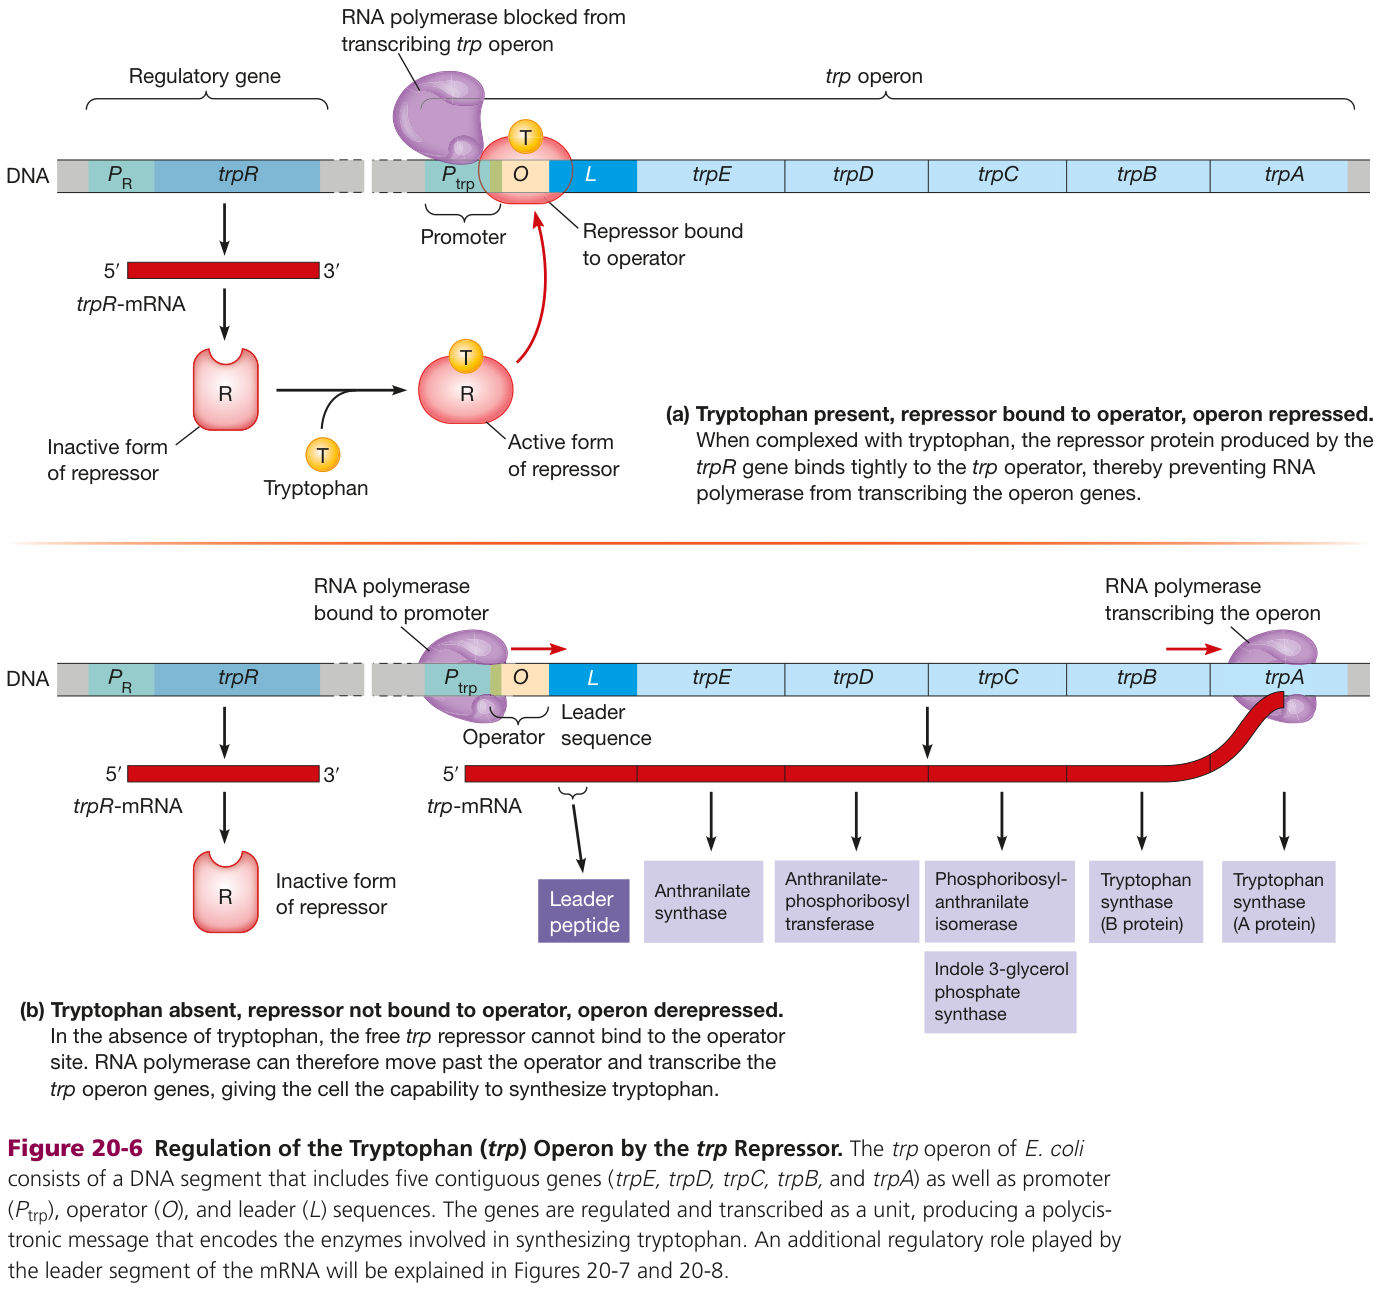 RNA polymerase blocked from
transcribing trp operon
Regulatory gene
trp operon
T
DNA
PR
trpR
Ptrp
O
L
trpE
trpD
trpC
trpB
trpA
Promoter
Repressor bound
to operator
5′
3′
trpR-mRNA
R
T
R
Inactive form
of repressor
T
Tryptophan
Active form
of repressor
(a) Tryptophan present, repressor bound to operator, operon repressed.
When complexed with tryptophan, the repressor protein produced by the
trpR gene binds tightly to the trp operator, thereby preventing RNA
polymerase from transcribing the operon genes.
RNA polymerase
bound to promoter
RNA polymerase
transcribing the operon
DNA
PR
trpR
Ptrp
O
L
trpE
trpD
trpC
trpB
trpA
Operator
Leader
sequence
5′
3′
trpR-mRNA
5′
trp-mRNA
R
Inactive form
of repressor
Leader
peptide
Anthranilate
synthase
Anthranilate-
phosphoribosyl
transferase
Phosphoribosyl-
anthranilate
isomerase
Tryptophan
synthase
(B protein)
Tryptophan
synthase
(A protein)
Indole 3-glycerol
phosphate
synthase
(b) Tryptophan absent, repressor not bound to operator, operon derepressed.
In the absence of tryptophan, the free trp repressor cannot bind to the operator
site. RNA polymerase can therefore move past the operator and transcribe the
trp operon genes, giving the cell the capability to synthesize tryptophan.
Figure 20-6 Regulation of the Tryptophan (trp) Operon by the trp Repressor. The trp operon of E. coli
consists of a DNA segment that includes five contiguous genes (trpE, trpD, trpC, trpB, and trpA) as well as promoter
(Ptrp), operator (O), and leader (L) sequences. The genes are regulated and transcribed as a unit, producing a polycis-
tronic message that encodes the enzymes involved in synthesizing tryptophan. An additional regulatory role played by
the leader segment of the mRNA will be explained in Figures 20-7 and 20-8.